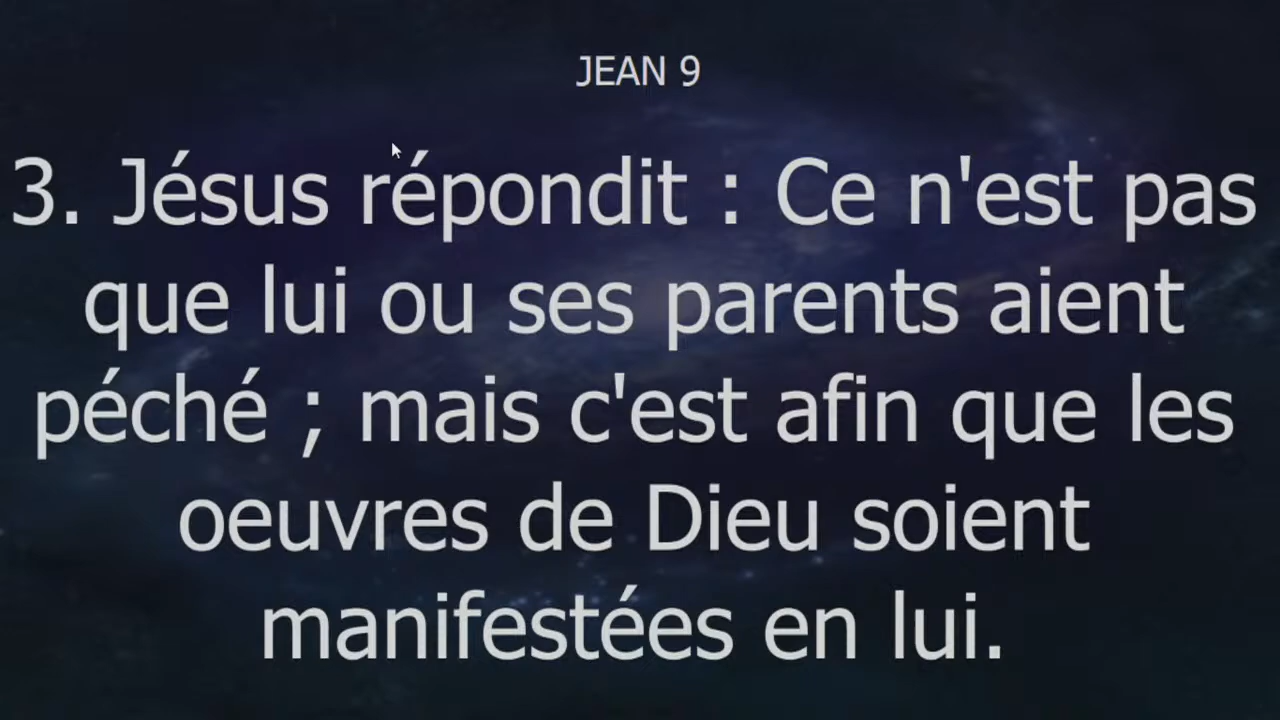 JEAN 9
3. Jésus répondit : Ce n'est pas
que lui ou ses parents aient
péché ; mais c'est afin que les
oeuvres de Dieu soient
manifestées en lui.